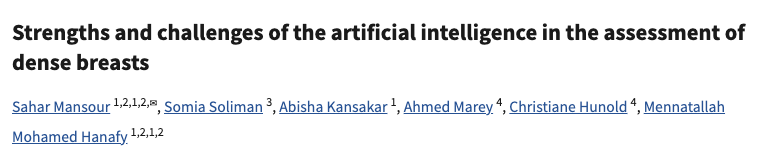 Strengths and challenges of the artificial intelligence in the assessment of
dense breasts
Sahar Mansour 1,2,1,2,✉, Somia Soliman 3, Abisha Kansakar 1, Ahmed Marey 4, Christiane Hunold 4, Mennatallah
Mohamed Hanafy 1,2,1,2